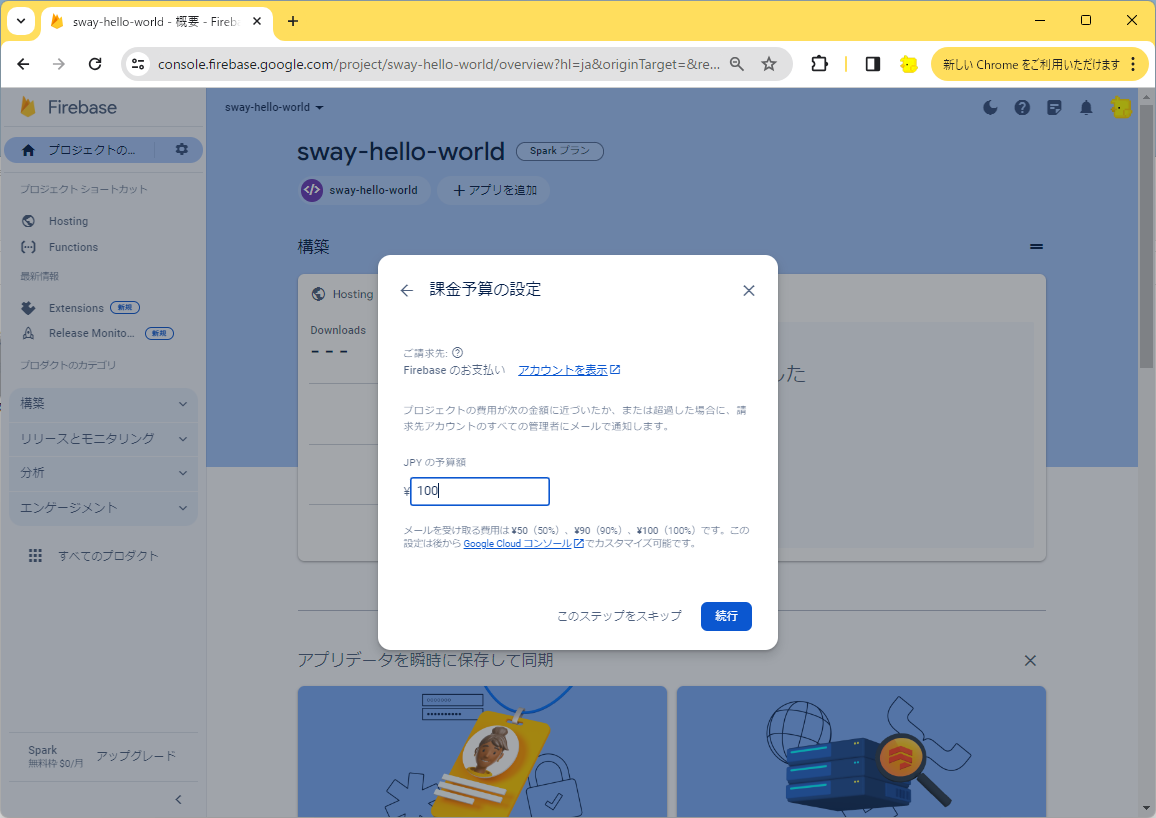 sway-hello-world - 概要 - Fireb
console.firebase.google.com/project/sway-hello-world/overview?hl=ja&originTarget=&re...
新しい Chrome をご利用いただけます
Firebase
sway-hello-world
プロジェクトの...
sway-hello-world
Spark プラン
プロジェクト ショートカット
sway-hello-world
+ アプリを追加
Hosting
Functions
構築
最新情報
Extensions 新規
Release Monito... 新規
プロダクトのカテゴリ
構築
リリースとモニタリング
分析
エンゲージメント
すべてのプロダクト
Hosting
Downloads
---
した
課金予算の設定
ご請求先:
Firebase のお支払い アカウントを表示
プロジェクトの費用が次の金額に近づいたか、または超過した場合に、請
求先アカウントのすべての管理者にメールで通知します。
JPY の予算額
¥ 100
メールを受け取る費用は ¥50（50%）、¥90（90%）、¥100（100%）です。この
設定は後から Google Cloud コンソール でカスタマイズ可能です。
このステップをスキップ
続行
アプリデータを瞬時に保存して同期
Spark
無料枠 $0/月
アップグレード